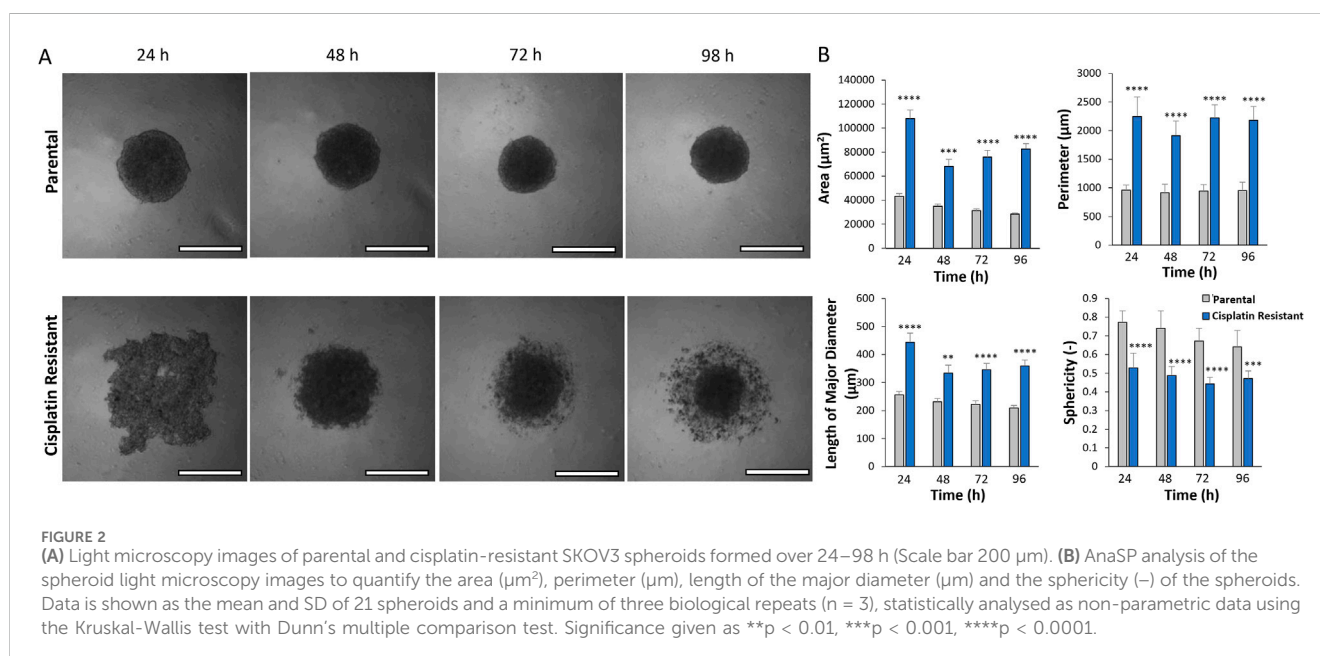 A
24 h
48 h
72 h
98 h
Parental
Cisplatin Resistant
B
140000
120000
100000
80000
60000
40000
20000
0
Area (µm²)
****
***
****
****
24
48
72
96
Time (h)
3000
2500
2000
1500
1000
500
0
Perimeter (µm)
****
****
****
****
24
48
72
96
Time (h)
600
500
400
300
200
100
0
Length of Major Diameter
(µm)
****
**
****
****
24
48
72
96
Time (h)
0.9
0.8
0.7
0.6
0.5
0.4
0.3
0.2
0.1
0
Sphericity (-)
Parental
Cisplatin Resistant
****
****
****
***
24
48
72
96
Time (h)
FIGURE 2
(A) Light microscopy images of parental and cisplatin-resistant SKOV3 spheroids formed over 24–98 h (Scale bar 200 µm). (B) AnaSP analysis of the
spheroid light microscopy images to quantify the area (µm²), perimeter (µm), length of the major diameter (µm) and the sphericity (–) of the spheroids.
Data is shown as the mean and SD of 21 spheroids and a minimum of three biological repeats (n = 3), statistically analysed as non-parametric data using
the Kruskal-Wallis test with Dunn's multiple comparison test. Significance given as **p < 0.01, ***p < 0.001, ****p < 0.0001.